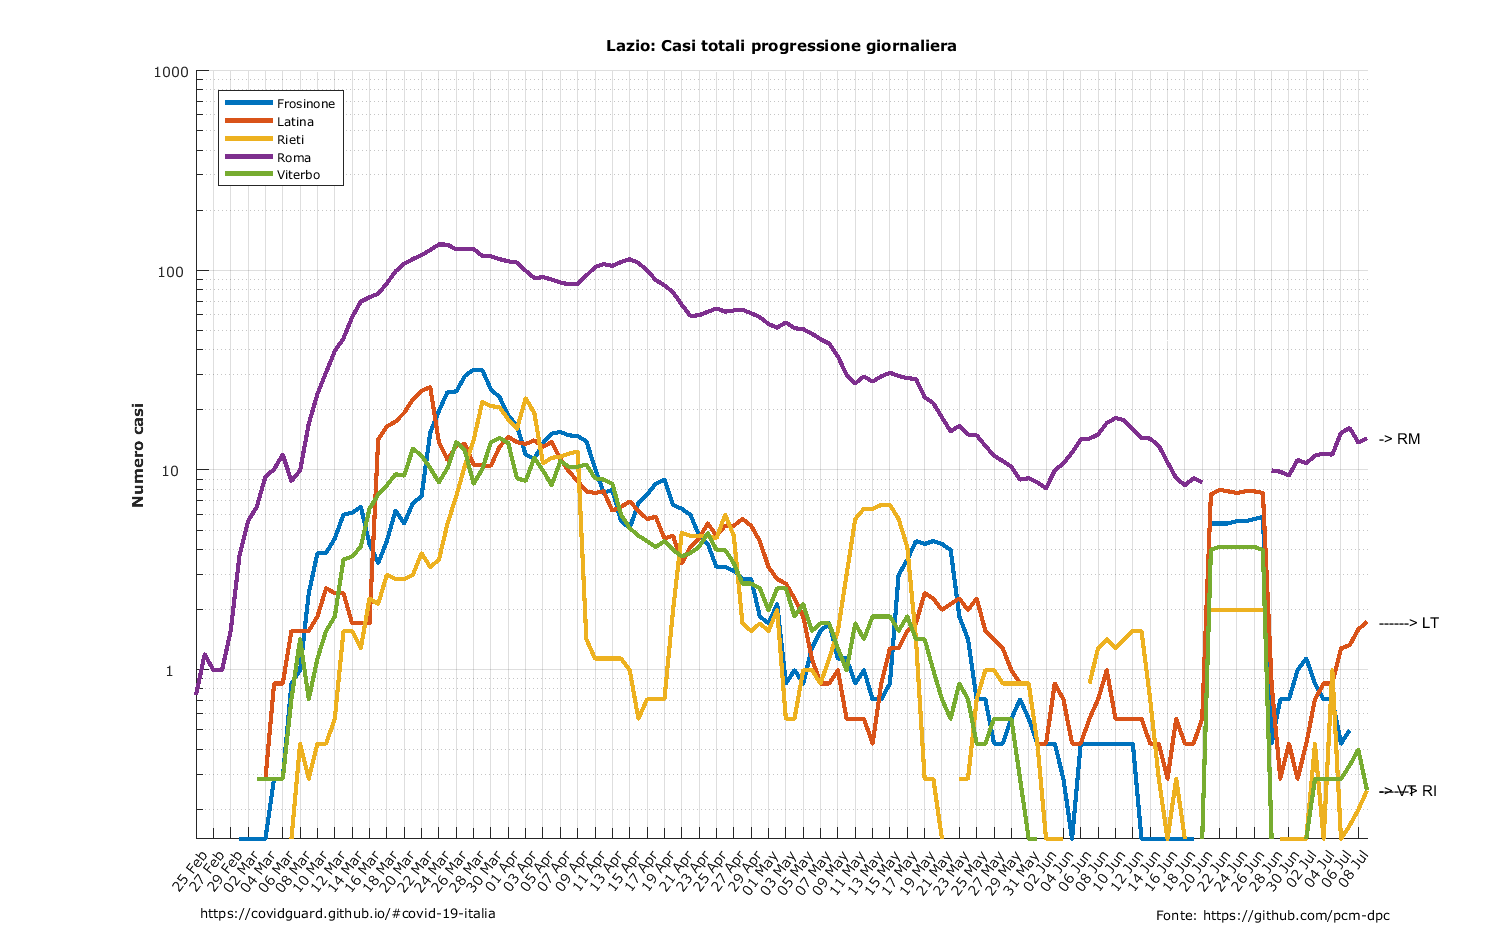 Lazio: Casi totali progressione giornaliera
1000
100
10
1
Numero casi
Frosinone
Latina
Rieti
Roma
Viterbo
-> RM
------> LT
-> VT
------> RI
25 Feb
27 Feb
29 Feb
02 Mar
04 Mar
06 Mar
08 Mar
10 Mar
12 Mar
14 Mar
16 Mar
18 Mar
20 Mar
22 Mar
24 Mar
26 Mar
28 Mar
30 Mar
01 Apr
03 Apr
05 Apr
07 Apr
09 Apr
11 Apr
13 Apr
15 Apr
17 Apr
19 Apr
21 Apr
23 Apr
25 Apr
27 Apr
29 Apr
01 May
03 May
05 May
07 May
09 May
11 May
13 May
15 May
17 May
19 May
21 May
23 May
25 May
27 May
29 May
31 May
02 Jun
04 Jun
06 Jun
08 Jun
10 Jun
12 Jun
14 Jun
16 Jun
18 Jun
20 Jun
22 Jun
24 Jun
26 Jun
28 Jun
30 Jun
02 Jul
04 Jul
06 Jul
08 Jul
https://covidguard.github.io/#covid-19-italia
Fonte: https://github.com/pcm-dpc